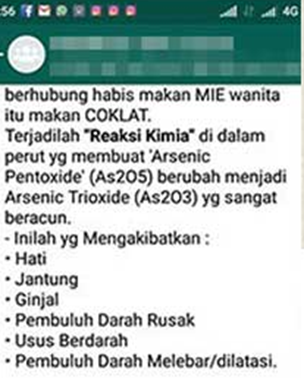 :56
4G
berhubung habis makan MIE wanita
itu makan COKLAT.
Terjadilah "Reaksi Kimia" di dalam
perut yg membuat 'Arsenic
Pentoxide' (As2O5) berubah menjadi
Arsenic Trioxide (As2O3) yg sangat
beracun.
- Inilah yg Mengakibatkan :
• Hati
• Jantung
• Ginjal
• Pembuluh Darah Rusak
• Usus Berdarah
• Pembuluh Darah Melebar/dilatasi.